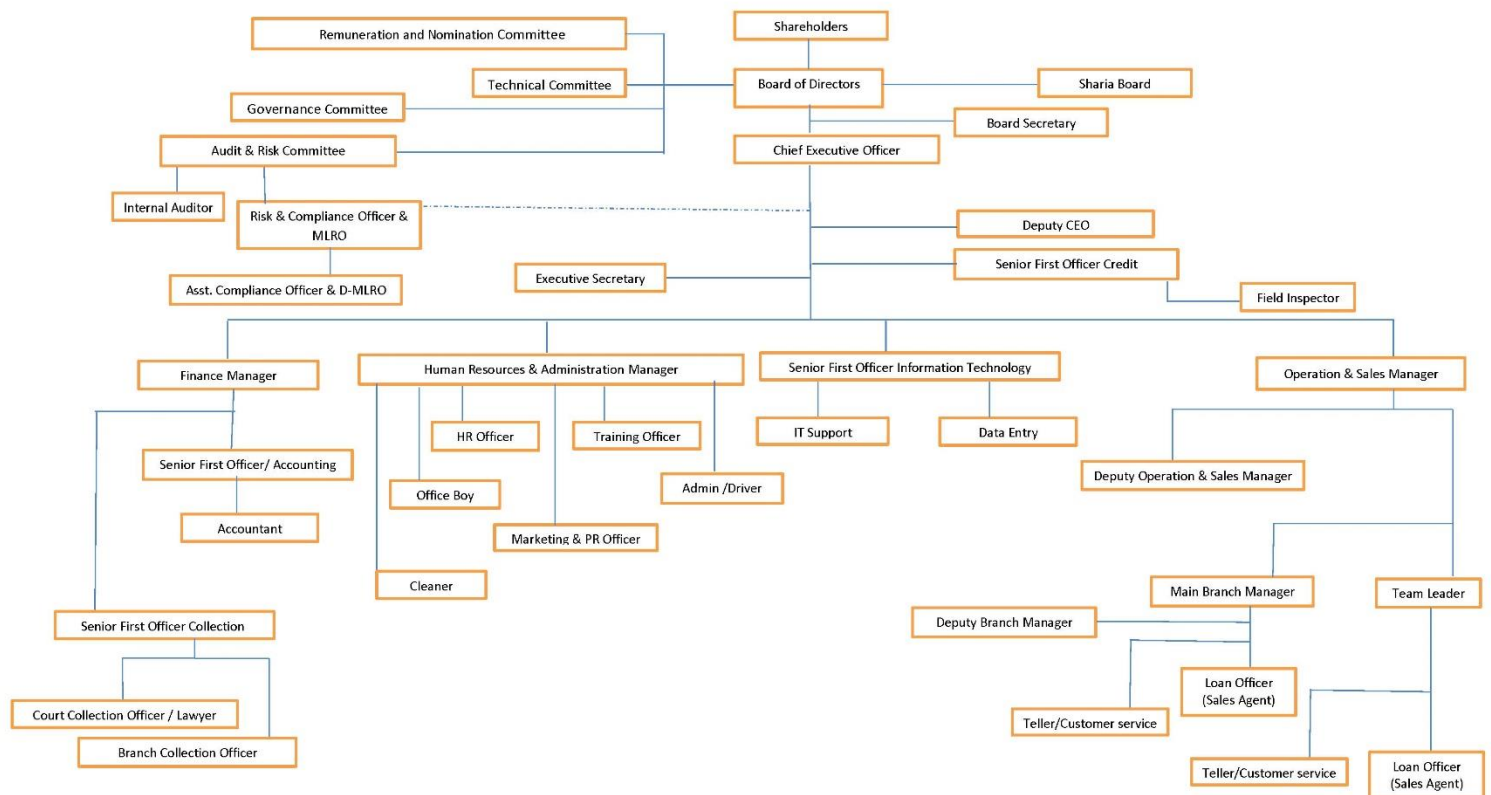 Shareholders
Remuneration and Nomination Committee
Technical Committee
Board of Directors
Sharia Board
Governance Committee
Board Secretary
Audit & Risk Committee
Chief Executive Officer
Internal Auditor
Risk & Compliance Officer &
MLRO
Deputy CEO
Senior First Officer Credit
Executive Secretary
Asst. Compliance Officer & D-MLRO
Field Inspector
Finance Manager
Human Resources & Administration Manager
Senior First Officer Information Technology
Operation & Sales Manager
HR Officer
Training Officer
IT Support
Data Entry
Senior First Officer/ Accounting
Deputy Operation & Sales Manager
Office Boy
Admin /Driver
Accountant
Marketing & PR Officer
Cleaner
Main Branch Manager
Team Leader
Senior First Officer Collection
Deputy Branch Manager
Loan Officer
(Sales Agent)
Court Collection Officer / Lawyer
Teller/Customer service
Branch Collection Officer
Teller/Customer service
Loan Officer
(Sales Agent)